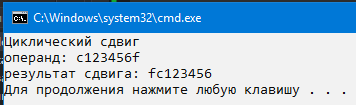 C:\Windows\system32\cmd.exe
Циклический сдвиг
операнд: c123456f
результат сдвига: fc123456
Для продолжения нажмите любую клавишу . . .